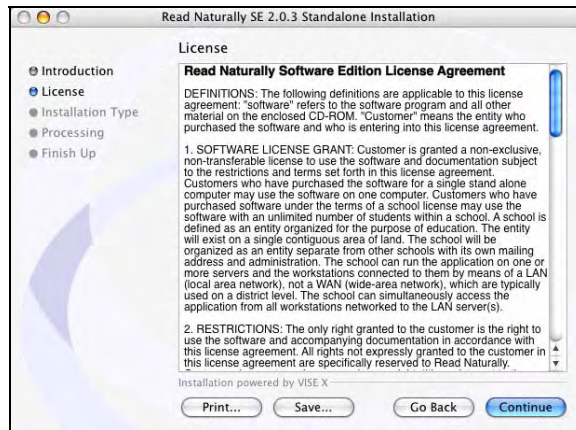 Read Naturally SE 2.0.3 Standalone Installation
License
Introduction
License
Installation Type
Processing
Finish Up
Read Naturally Software Edition License Agreement
DEFINITIONS: The following definitions are applicable to this license
agreement: "software" refers to the software program and all other
material on the enclosed CD-ROM. "Customer" means the entity who
purchased the software and who is entering into this license agreement.
1. SOFTWARE LICENSE GRANT: Customer is granted a non-exclusive,
non-transferable license to use the software and documentation subject
to the restrictions and terms set forth in this license agreement.
Customers who have purchased the software for a single stand alone
computer may use the software on one computer. Customers who have
purchased software under the terms of a school license may use the
software with an unlimited number of students within a school. A school is
defined as an entity organized for the purpose of education. The entity
will exist on a single contiguous area of land. The school will be
organized as an entity separate from other schools with its own mailing
address and administration. The school can run the application on one or
more servers and the workstations connected to them by means of a LAN
(local area network), not a WAN (wide-area network), which are typically
used on a district level. The school can simultaneously access the
application from all workstations networked to the LAN server(s).
2. RESTRICTIONS: The only right granted to the customer is the right to
use the software and accompanying documentation in accordance with
this license agreement. All rights not expressly granted to the customer in
this license agreement are specifically reserved to Read Naturally.
Installation powered by VISE X
Print...
Save...
Go Back
Continue